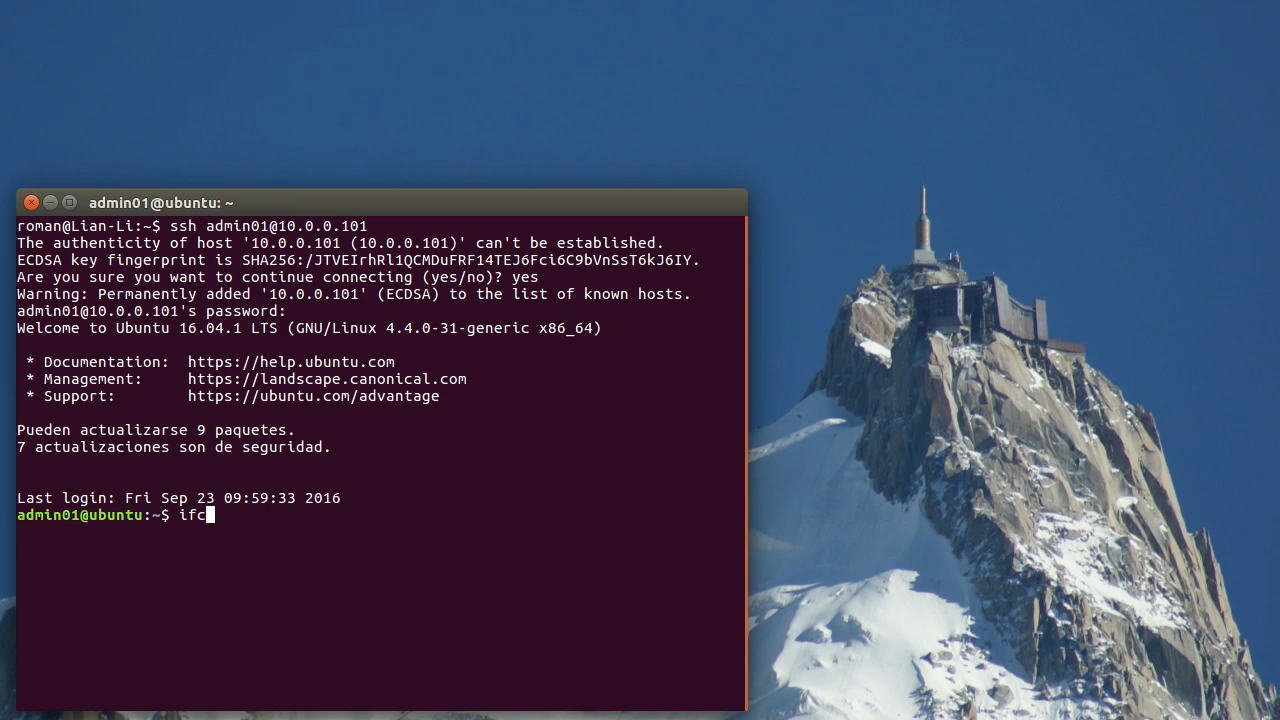 admin01@ubuntu: ~
roman@Lian-Li:~$ ssh admin01@10.0.0.101
The authenticity of host '10.0.0.101 (10.0.0.101)' can't be established.
ECDSA key fingerprint is SHA256:/JTVEIrhRl1QCMDuFRF14TEJ6Fci6C9bVnSsT6kJ6IY.
Are you sure you want to continue connecting (yes/no)? yes
Warning: Permanently added '10.0.0.101' (ECDSA) to the list of known hosts.
admin01@10.0.0.101's password:
Welcome to Ubuntu 16.04.1 LTS (GNU/Linux 4.4.0-31-generic x86_64)
* Documentation:  https://help.ubuntu.com
* Management:     https://landscape.canonical.com
* Support:        https://ubuntu.com/advantage
Pueden actualizarse 9 paquetes.
7 actualizaciones son de seguridad.
Last login: Fri Sep 23 09:59:33 2016
admin01@ubuntu:~$ ifc